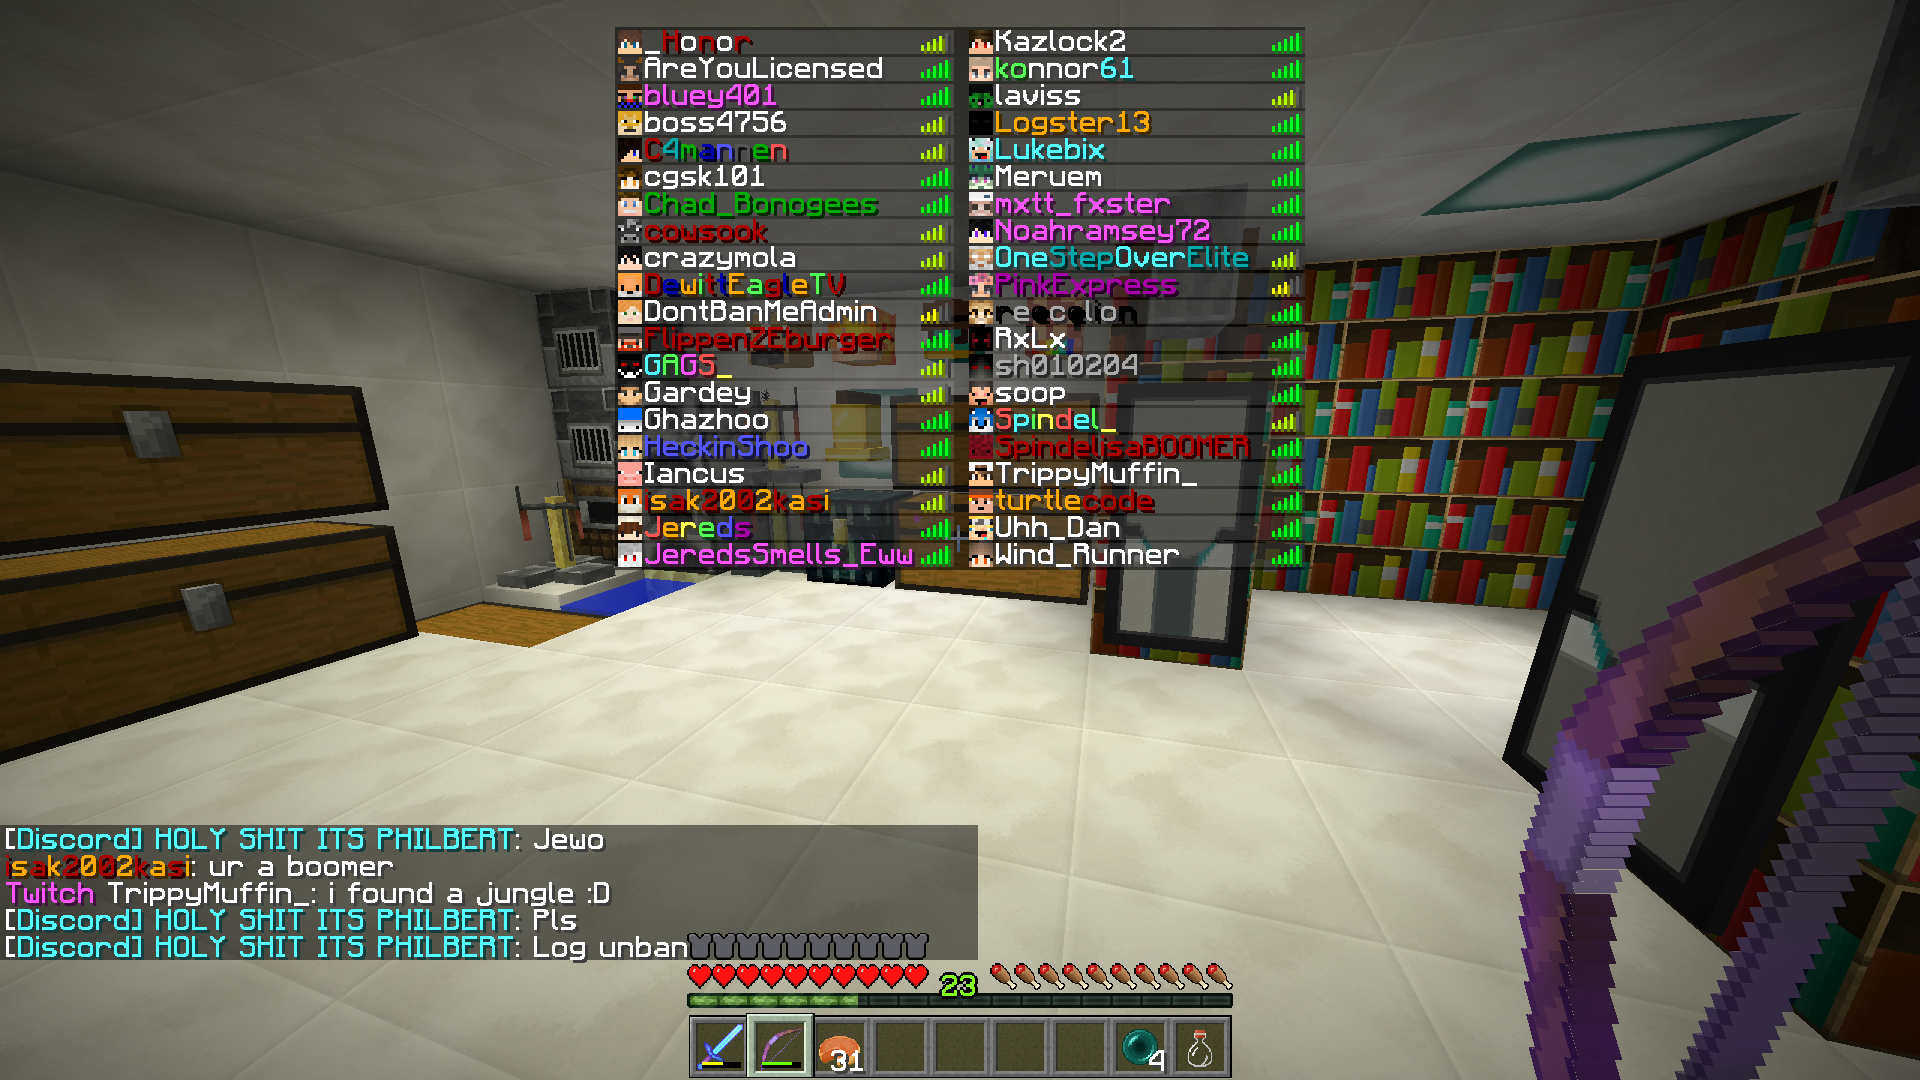 _Honor
AreYouLicensed
bluey401
boss4756
C4manren
cgsk101
Chad_Bonogees
cowsook
crazymola
DewittEagleTV
DontBanMeAdmin
FlippenZEburger
GAGS_
Gardey
Ghazhoo
HeckinShoo
Iancus
isak2002kasi
Jereds
JeredsSmells_Eww
Kazlock2
konnor61
laviss
Logster13
Lukebix
Meruem
mxtt_fxster
Noahramsey72
OneStepOverElite
PinkExpress
RxLx
sh010204
soop
Spindel_
SpindelisaBOOMER
TrippyMuffin_
turtlecode
Uhh_Dan
Wind_Runner
[Discord] HOLY SHIT ITS PHILBERT: Jewo
isak2002kasi: ur a boomer
Twitch TrippyMuffin_: i found a jungle :D
[Discord] HOLY SHIT ITS PHILBERT: Pls
[Discord] HOLY SHIT ITS PHILBERT: Log unban
23
31
4